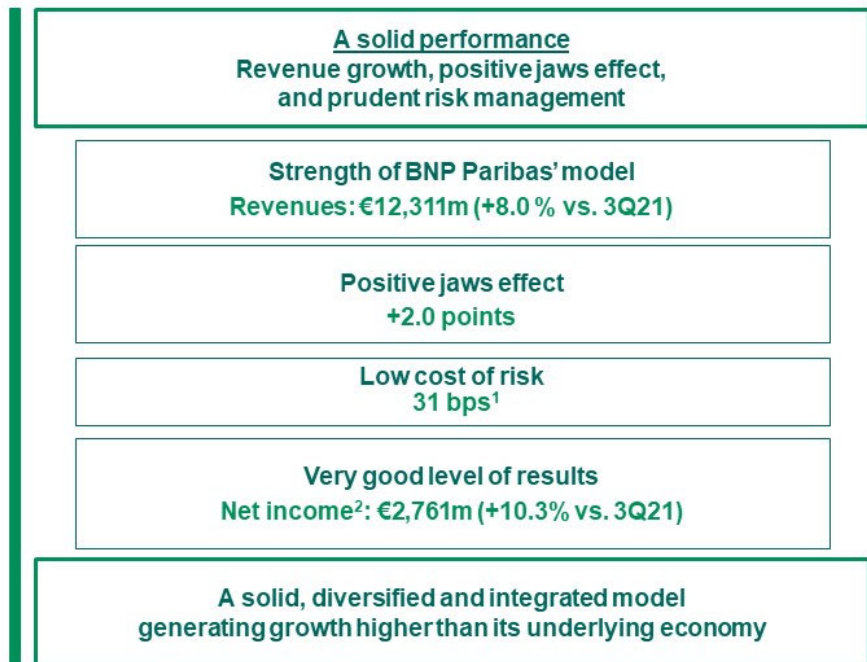 A solid performance
Revenue growth, positive jaws effect,
and prudent risk management
Strength of BNP Paribas' model
Revenues: €12,311m (+8.0 % vs. 3Q21)
Positive jaws effect
+2.0 points
Low cost of risk
31 bps¹
Very good level of results
Net income²: €2,761m (+10.3% vs. 3Q21)
A solid, diversified and integrated model
generating growth higher than its underlying economy